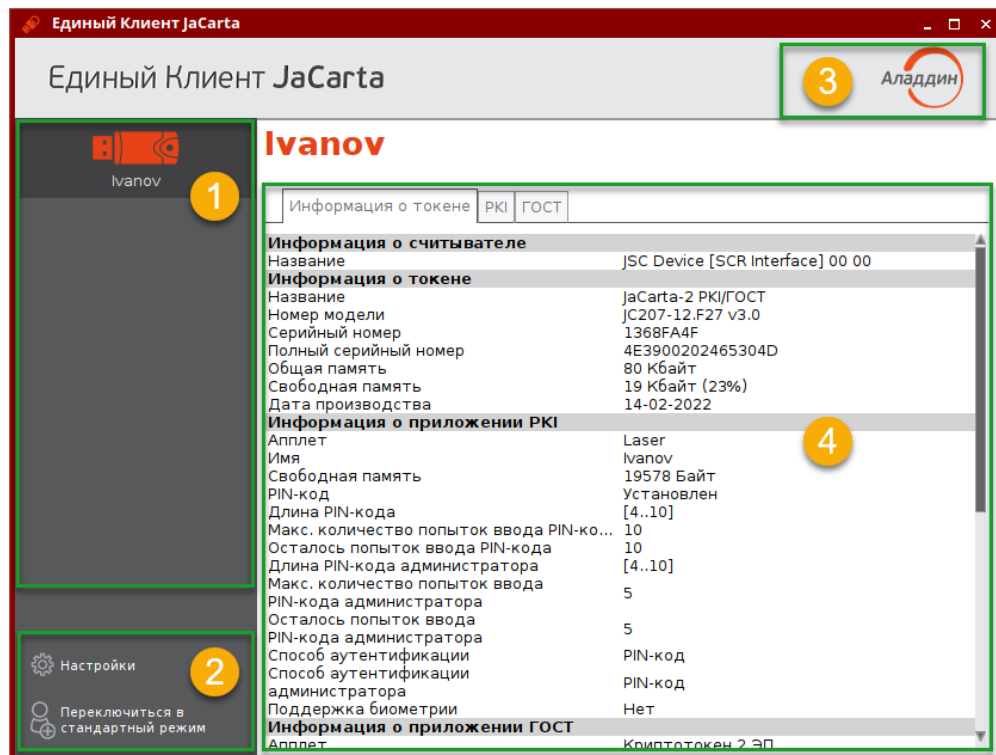 Единый Клиент JaCarta
Единый Клиент JaCarta
3
Аладдин
Ivanov
1
Ivanov
Информация о токене PKI ГОСТ
Информация о считывателе
Название JSC Device [SCR Interface] 00 00
Информация о токене
Название JaCarta-2 PKI/ГОСТ
Номер модели JC207-12.F27 v3.0
Серийный номер 1368FA4F
Полный серийный номер 4E3900202465304D
Общая память 80 Кбайт
Свободная память 19 Кбайт (23%)
Дата производства 14-02-2022
Информация о приложении PKI
4
Апплет Laser
Имя Ivanov
Свободная память 19578 Байт
PIN-код Установлен
Длина PIN-кода [4..10]
Макс. количество попыток ввода PIN-ко... 10
Осталось попыток ввода PIN-кода 10
Длина PIN-кода администратора [4..10]
Макс. количество попыток ввода
PIN-кода администратора 5
Осталось попыток ввода
PIN-кода администратора 5
Способ аутентификации PIN-код
Способ аутентификации
администратора PIN-код
Поддержка биометрии Нет
Информация о приложении ГОСТ
Апплет Криптотокен 2 ЭП
Настройки
2
Переключиться в
стандартный режим